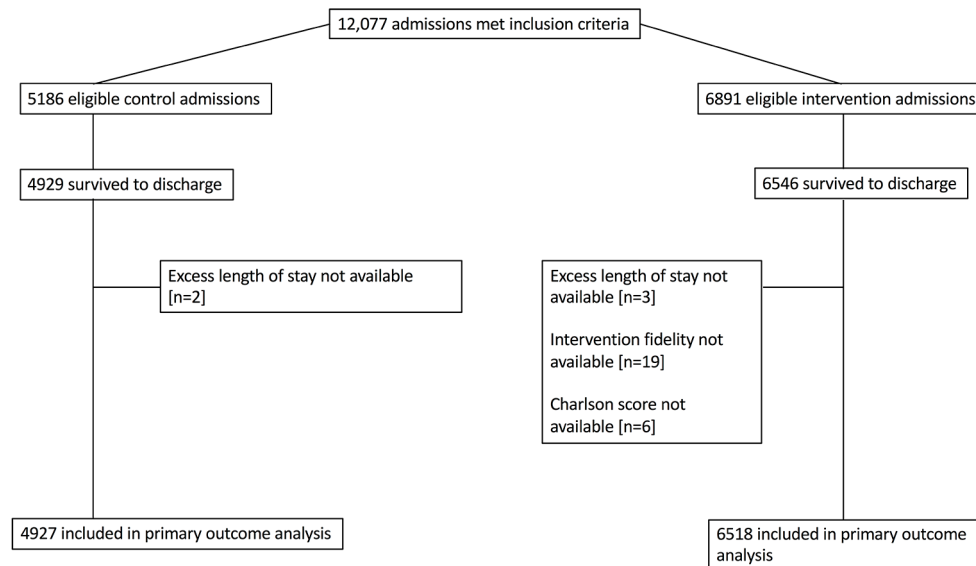 12,077 admissions met inclusion criteria
5186 eligible control admissions
6891 eligible intervention admissions
4929 survived to discharge
6546 survived to discharge
Excess length of stay not available
[n=2]
Excess length of stay not
available [n=3]
Intervention fidelity not
available [n=19]
Charlson score not
available [n=6]
4927 included in primary outcome analysis
6518 included in primary outcome
analysis